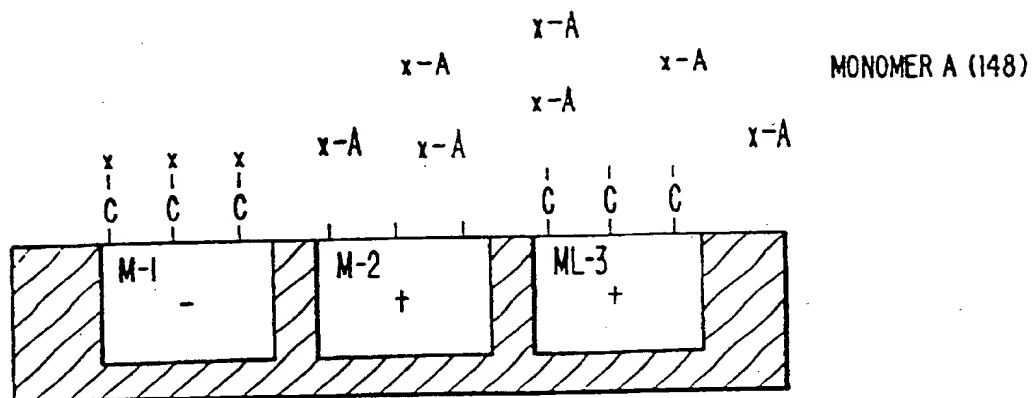 x-A
x-A x-A
MONOMER A (148)
x-A
x-A x-A x-A
x x x
C C C C C C
M-1 M-2 ML-3
- + +